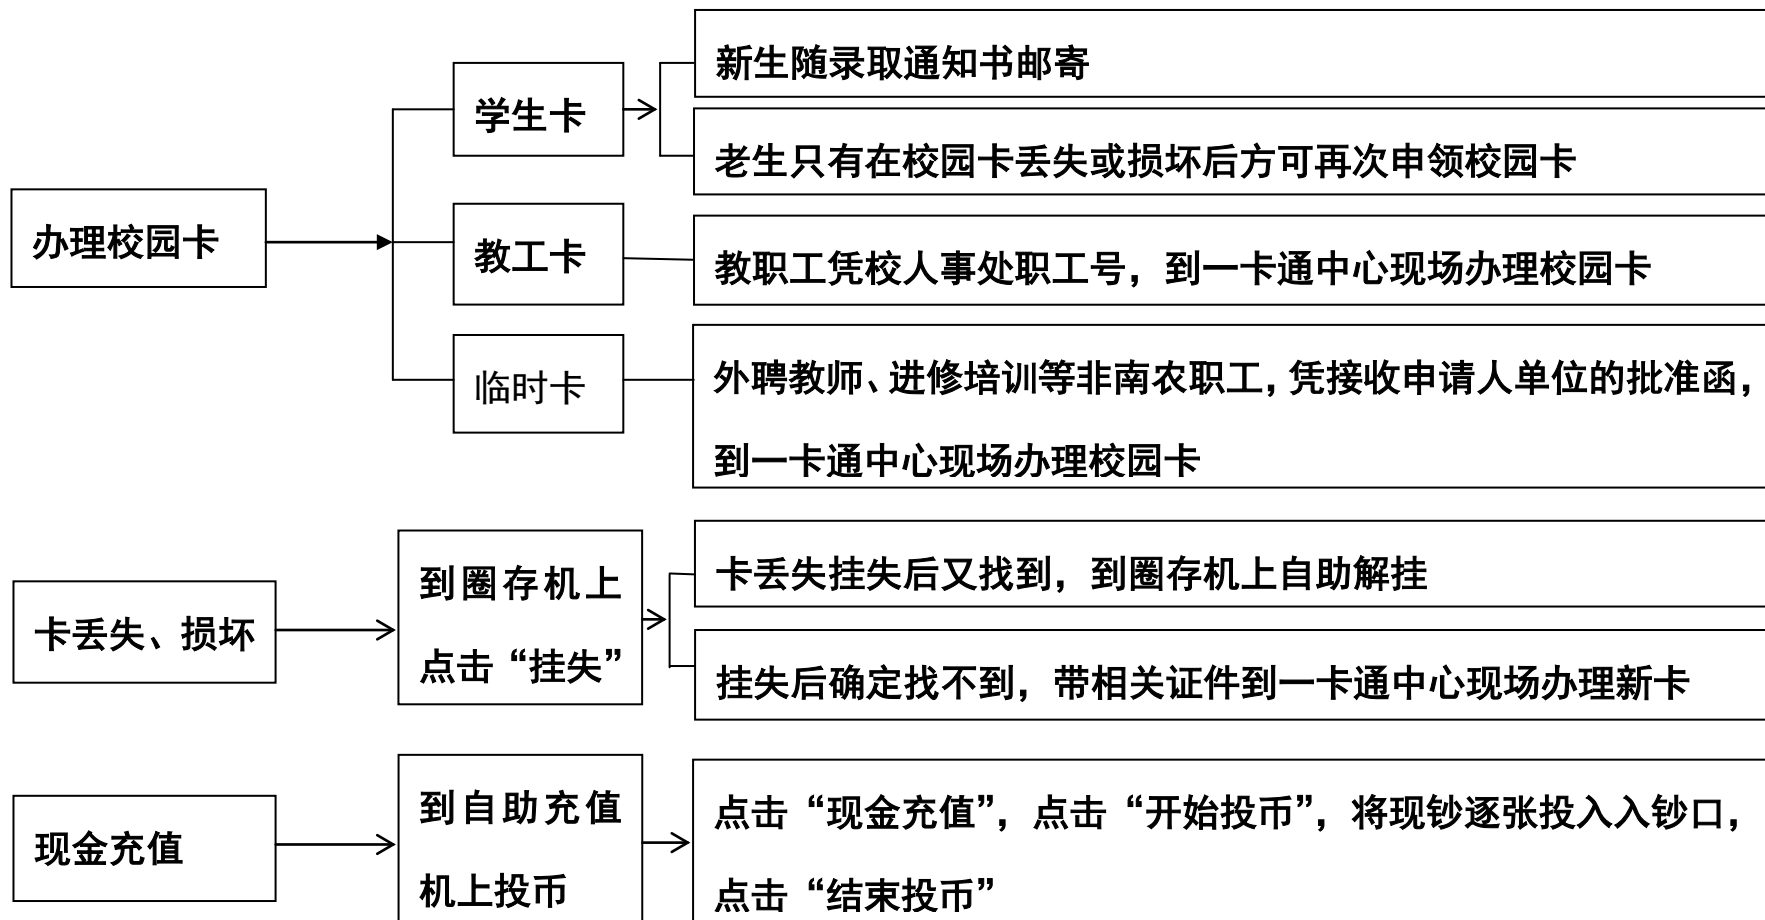 新生随录取通知书邮寄
学生卡
老生只有在校园卡丢失或损坏后方可再次申领校园卡
办理校园卡
教工卡
教职工凭校人事处职工号，到一卡通中心现场办理校园卡
临时卡
外聘教师、进修培训等非南农职工，凭接收申请人单位的批准函，
到一卡通中心现场办理校园卡
卡丢失、损坏
到圈存机上
点击“挂失”
卡丢失挂失后又找到，到圈存机上自助解挂
挂失后确定找不到，带相关证件到一卡通中心现场办理新卡
现金充值
到自助充值
机上投币
点击“现金充值”，点击“开始投币”，将现钞逐张投入入钞口，
点击“结束投币”